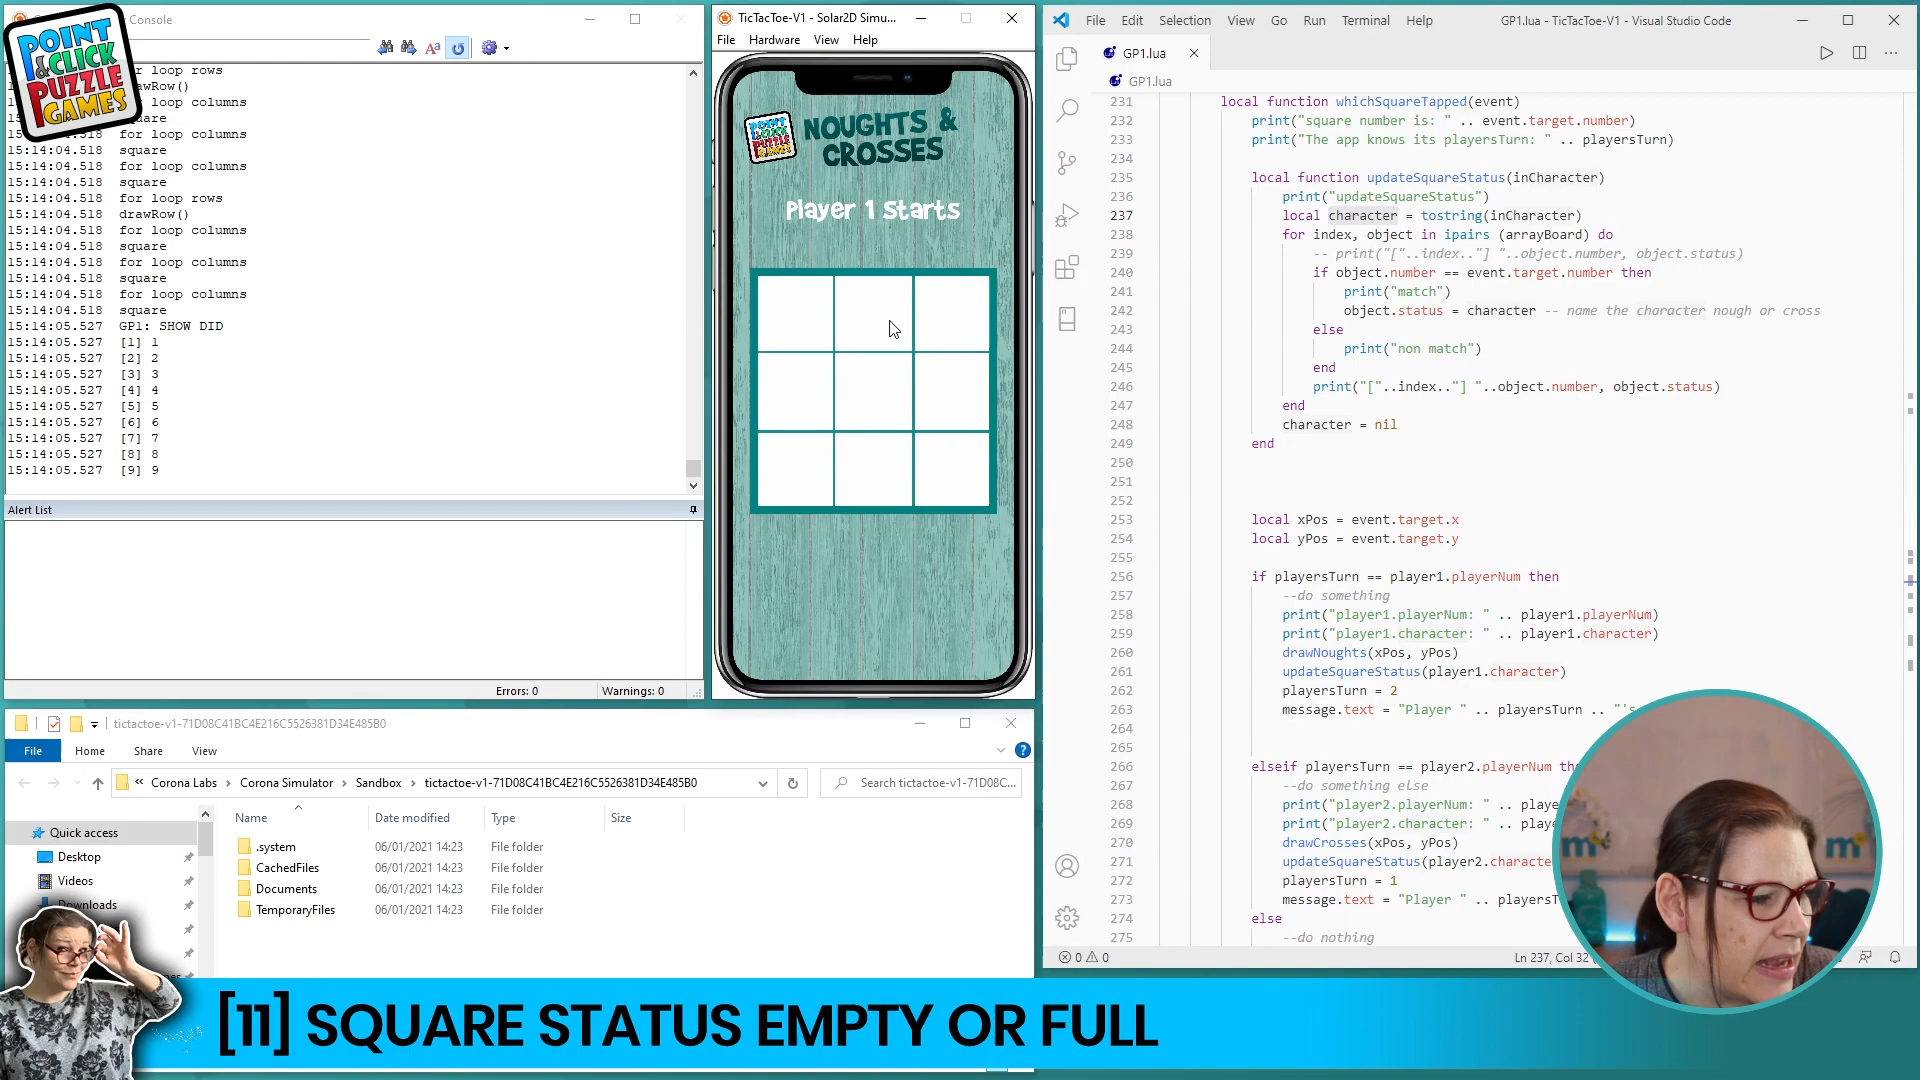 POINT
&CLICK
PUZZLE
GAMES
Console
for loop rows
drawRow()
for loop columns
square
15:14:04.518 for loop columns
15:14:04.518 square
15:14:04.518 for loop columns
15:14:04.518 square
15:14:04.518 for loop rows
15:14:04.518 drawRow()
15:14:04.518 for loop columns
15:14:04.518 square
15:14:04.518 for loop columns
15:14:04.518 square
15:14:04.518 for loop columns
15:14:04.518 square
15:14:05.527 GP1: SHOW DID
15:14:05.527 [1] 1
15:14:05.527 [2] 2
15:14:05.527 [3] 3
15:14:05.527 [4] 4
15:14:05.527 [5] 5
15:14:05.527 [6] 6
15:14:05.527 [7] 7
15:14:05.527 [8] 8
15:14:05.527 [9] 9
Alert List
Errors: 0 Warnings: 0
TicTacToe-V1 - Solar2D Simu...
File Hardware View Help
POINT
&CLICK
PUZZLE
GAMES
NOUGHTS &
CROSSES
Player 1 Starts
File Edit Selection View Go Run Terminal Help GP1.lua - TicTacToe-V1 - Visual Studio Code
GP1.lua
GP1.lua
231 local function whichSquareTapped(event)
232 print("square number is: " .. event.target.number)
233 print("The app knows its playersTurn: " .. playersTurn)
234
235 local function updateSquareStatus(inCharacter)
236 print("updateSquareStatus")
237 local character = tostring(inCharacter)
238 for index, object in ipairs (arrayBoard) do
239 -- print("["..index.."] "..object.number, object.status)
240 if object.number == event.target.number then
241 print("match")
242 object.status = character -- name the character nough or cross
243 else
244 print("non match")
245 end
246 print("["..index.."] "..object.number, object.status)
247 end
248 character = nil
249 end
250
251
252
253 local xPos = event.target.x
254 local yPos = event.target.y
255
256 if playersTurn == player1.playerNum then
257 --do something
258 print("player1.playerNum: " .. player1.playerNum)
259 print("player1.character: " .. player1.character)
260 drawNoughts(xPos, yPos)
261 updateSquareStatus(player1.character)
262 playersTurn = 2
263 message.text = "Player " .. playersTurn .. "'s
264
265
266 elseif playersTurn == player2.playerNum the
267 --do something else
268 print("player2.playerNum: " .. playe
269 print("player2.character: " .. playe
270 drawCrosses(xPos, yPos)
271 updateSquareStatus(player2.characte
272 playersTurn = 1
273 message.text = "Player " .. playersT
274 else
275 --do nothing
0 0 Ln 237, Col 32
tictactoe-v1-71D08C41BC4E216C5526381D34E485B0
File Home Share View
« Corona Labs › Corona Simulator › Sandbox › tictactoe-v1-71D08C41BC4E216C5526381D34E485B0 Search tictactoe-v1-71D08C...
Name Date modified Type Size
Quick access
Desktop
Videos
Downloads
.system 06/01/2021 14:23 File folder
CachedFiles 06/01/2021 14:23 File folder
Documents 06/01/2021 14:23 File folder
TemporaryFiles 06/01/2021 14:23 File folder
[11] SQUARE STATUS EMPTY OR FULL